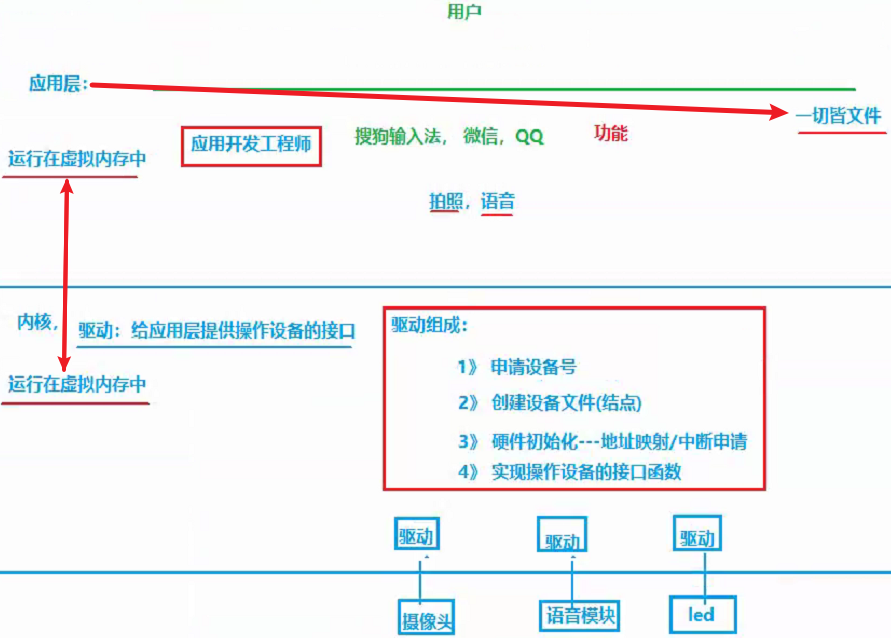 用户
应用层:
一切皆文件
应用开发工程师
搜狗输入法, 微信, QQ
功能
运行在虚拟内存中
拍照, 语音
内核,
驱动: 给应用层提供操作设备的接口
驱动组成:
1》 申请设备号
2》 创建设备文件(结点)
3》 硬件初始化---地址映射/中断申请
4》 实现操作设备的接口函数
运行在虚拟内存中
驱动
驱动
驱动
摄像头
语音模块
led